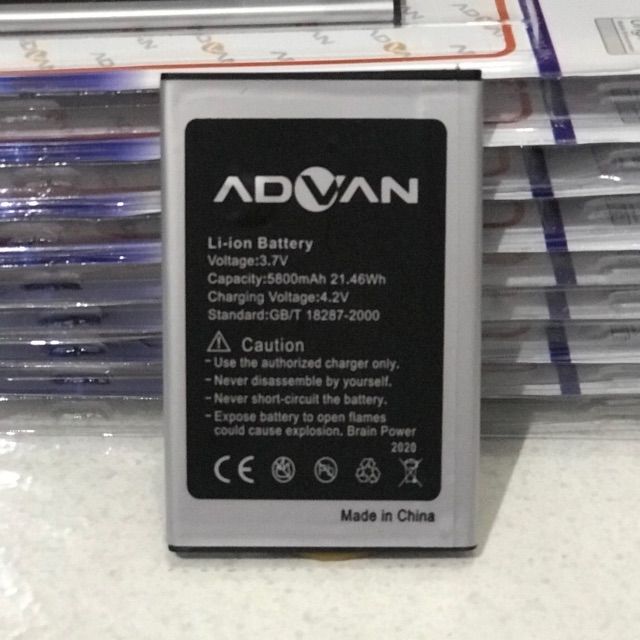 ADVAN
ADVAN
Li-ion Battery
Voltage:3.7V
Capacity:5800mAh 21.46Wh
Charging Voltage:4.2V
Standard:GB/T 18287-2000
Caution
- Use the authorized charger only.
- Never disassemble by yourself.
- Never short-circuit the battery.
- Expose battery to open flames
could cause explosion. Brain Power
2020
CE
Made in China